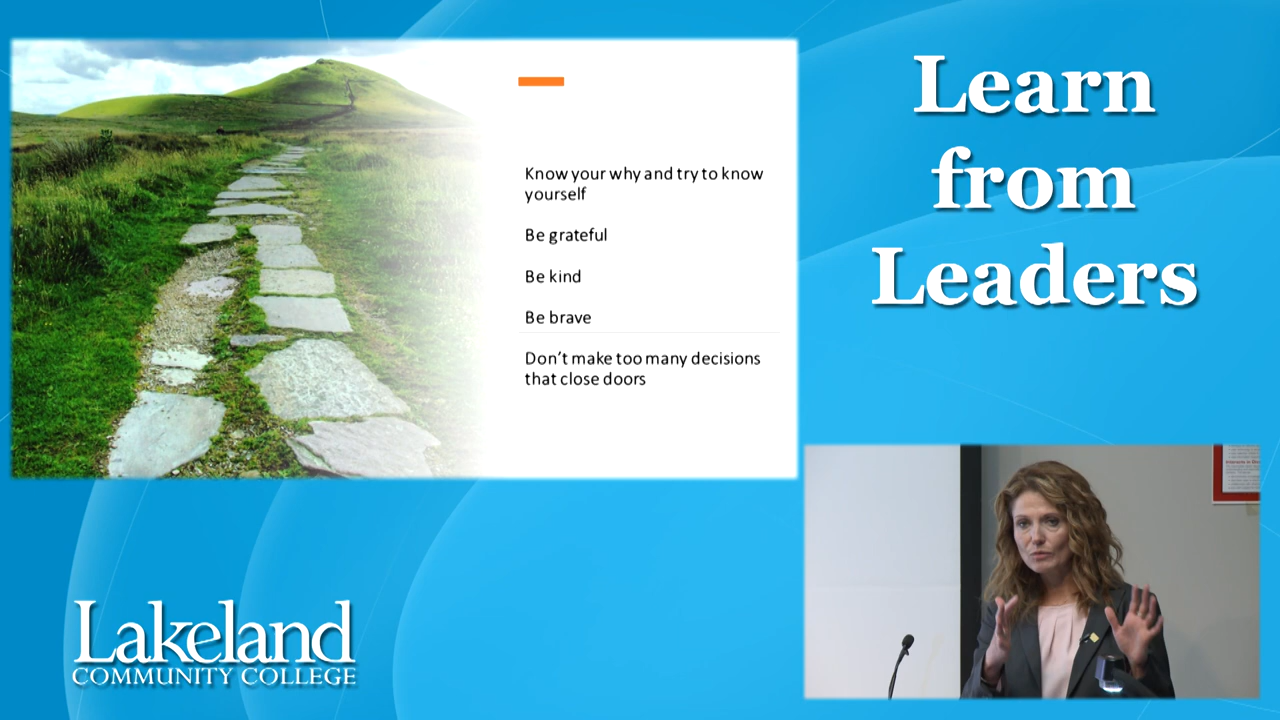 Learn
from
Leaders
Know your why and try to know
yourself
Be grateful
Be kind
Be brave
Don't make too many decisions
that close doors
Lakeland
COMMUNITY COLLEGE